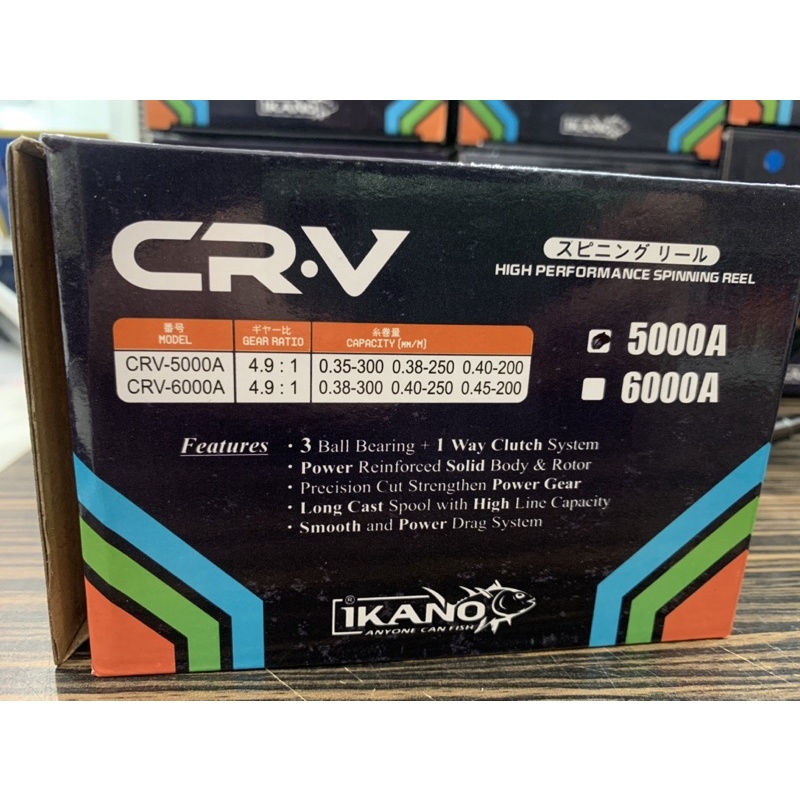 IKANO
IKANO
CR·V
スピニング リール
HIGH PERFORMANCE SPINNING REEL
番号 ギヤー比 糸巻量
MODEL GEAR RATIO CAPACITY (MM/M)
CRV-5000A 4.9 : 1 0.35-300 0.38-250 0.40-200
CRV-6000A 4.9 : 1 0.38-300 0.40-250 0.45-200
5000A
6000A
Features · 3 Ball Bearing + 1 Way Clutch System
· Power Reinforced Solid Body & Rotor
· Precision Cut Strengthen Power Gear
· Long Cast Spool with High Line Capacity
· Smooth and Power Drag System
® IKANO
ANYONE CAN FISH